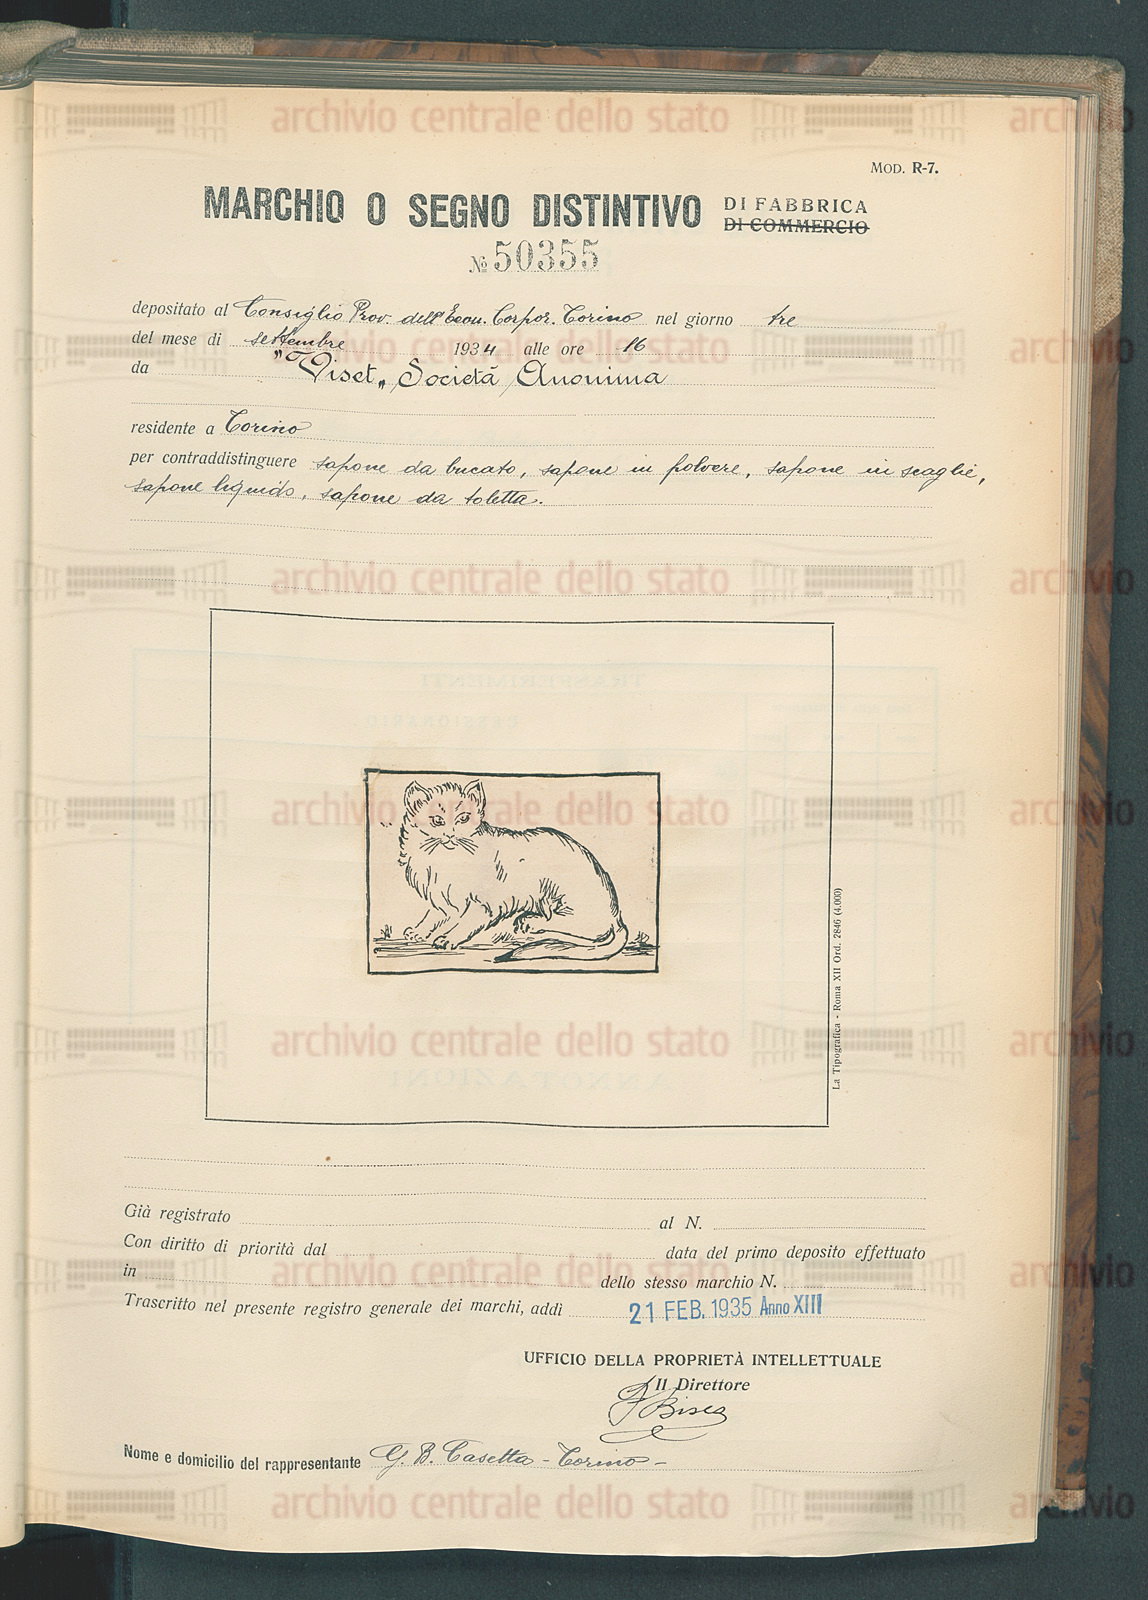 MOD. R-7.
MARCHIO O SEGNO DISTINTIVO DI FABBRICA
DI COMMERCIO
№ 50355
depositato al Consiglio Prov. dell'Econ. Corpor. Torino nel giorno tre
del mese di settembre 1934 alle ore 16
da "Viset" Società Anonima
residente a Torino
per contraddistinguere sapone da bucato, sapone in polvere, sapone in scaglie,
sapone liquido, sapone da toletta.
La Tipografica - Roma XII Ord. 2846 (4.000)
Già registrato al N.
Con diritto di priorità dal data del primo deposito effettuato
in dello stesso marchio N.
Trascritto nel presente registro generale dei marchi, addì 21 FEB. 1935 Anno XIII
UFFICIO DELLA PROPRIETÀ INTELLETTUALE
Il Direttore
Nome e domicilio del rappresentante G. B. Casetta - Torino -
archivio centrale dello stato